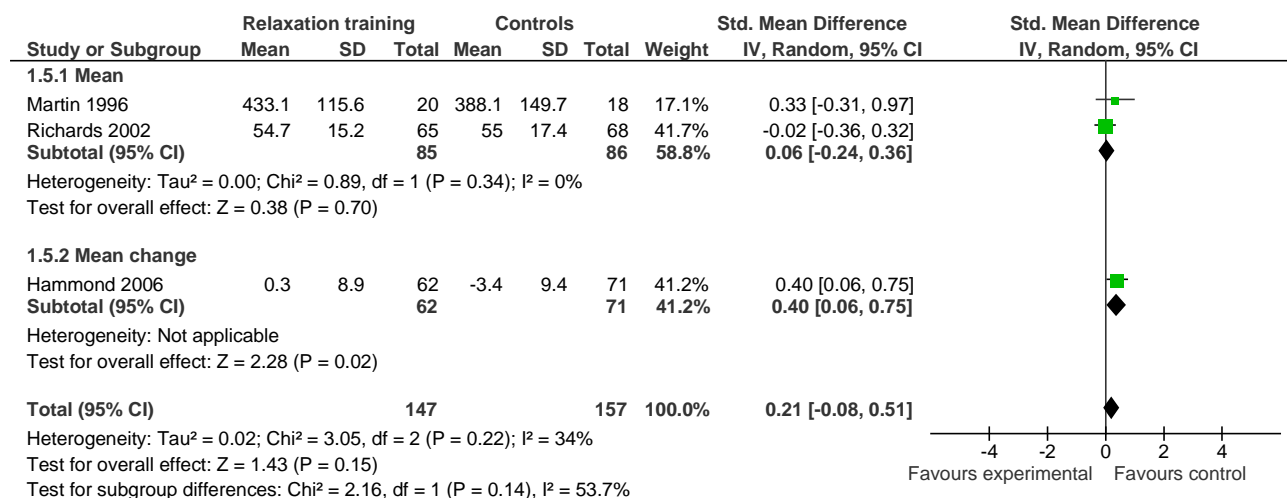 Relaxation training Controls Std. Mean Difference Std. Mean Difference
Study or Subgroup Mean SD Total Mean SD Total Weight IV, Random, 95% CI IV, Random, 95% CI
1.5.1 Mean
Martin 1996 433.1 115.6 20 388.1 149.7 18 17.1% 0.33 [-0.31, 0.97]
Richards 2002 54.7 15.2 65 55 17.4 68 41.7% -0.02 [-0.36, 0.32]
Subtotal (95% CI) 85 86 58.8% 0.06 [-0.24, 0.36]
Heterogeneity: Tau² = 0.00; Chi² = 0.89, df = 1 (P = 0.34); I² = 0%
Test for overall effect: Z = 0.38 (P = 0.70)
1.5.2 Mean change
Hammond 2006 0.3 8.9 62 -3.4 9.4 71 41.2% 0.40 [0.06, 0.75]
Subtotal (95% CI) 62 71 41.2% 0.40 [0.06, 0.75]
Heterogeneity: Not applicable
Test for overall effect: Z = 2.28 (P = 0.02)
Total (95% CI) 147 157 100.0% 0.21 [-0.08, 0.51]
Heterogeneity: Tau² = 0.02; Chi² = 3.05, df = 2 (P = 0.22); I² = 34%
Test for overall effect: Z = 1.43 (P = 0.15)
Test for subgroup differences: Chi² = 2.16, df = 1 (P = 0.14), I² = 53.7%
-4 -2 0 2 4
Favours experimental Favours control